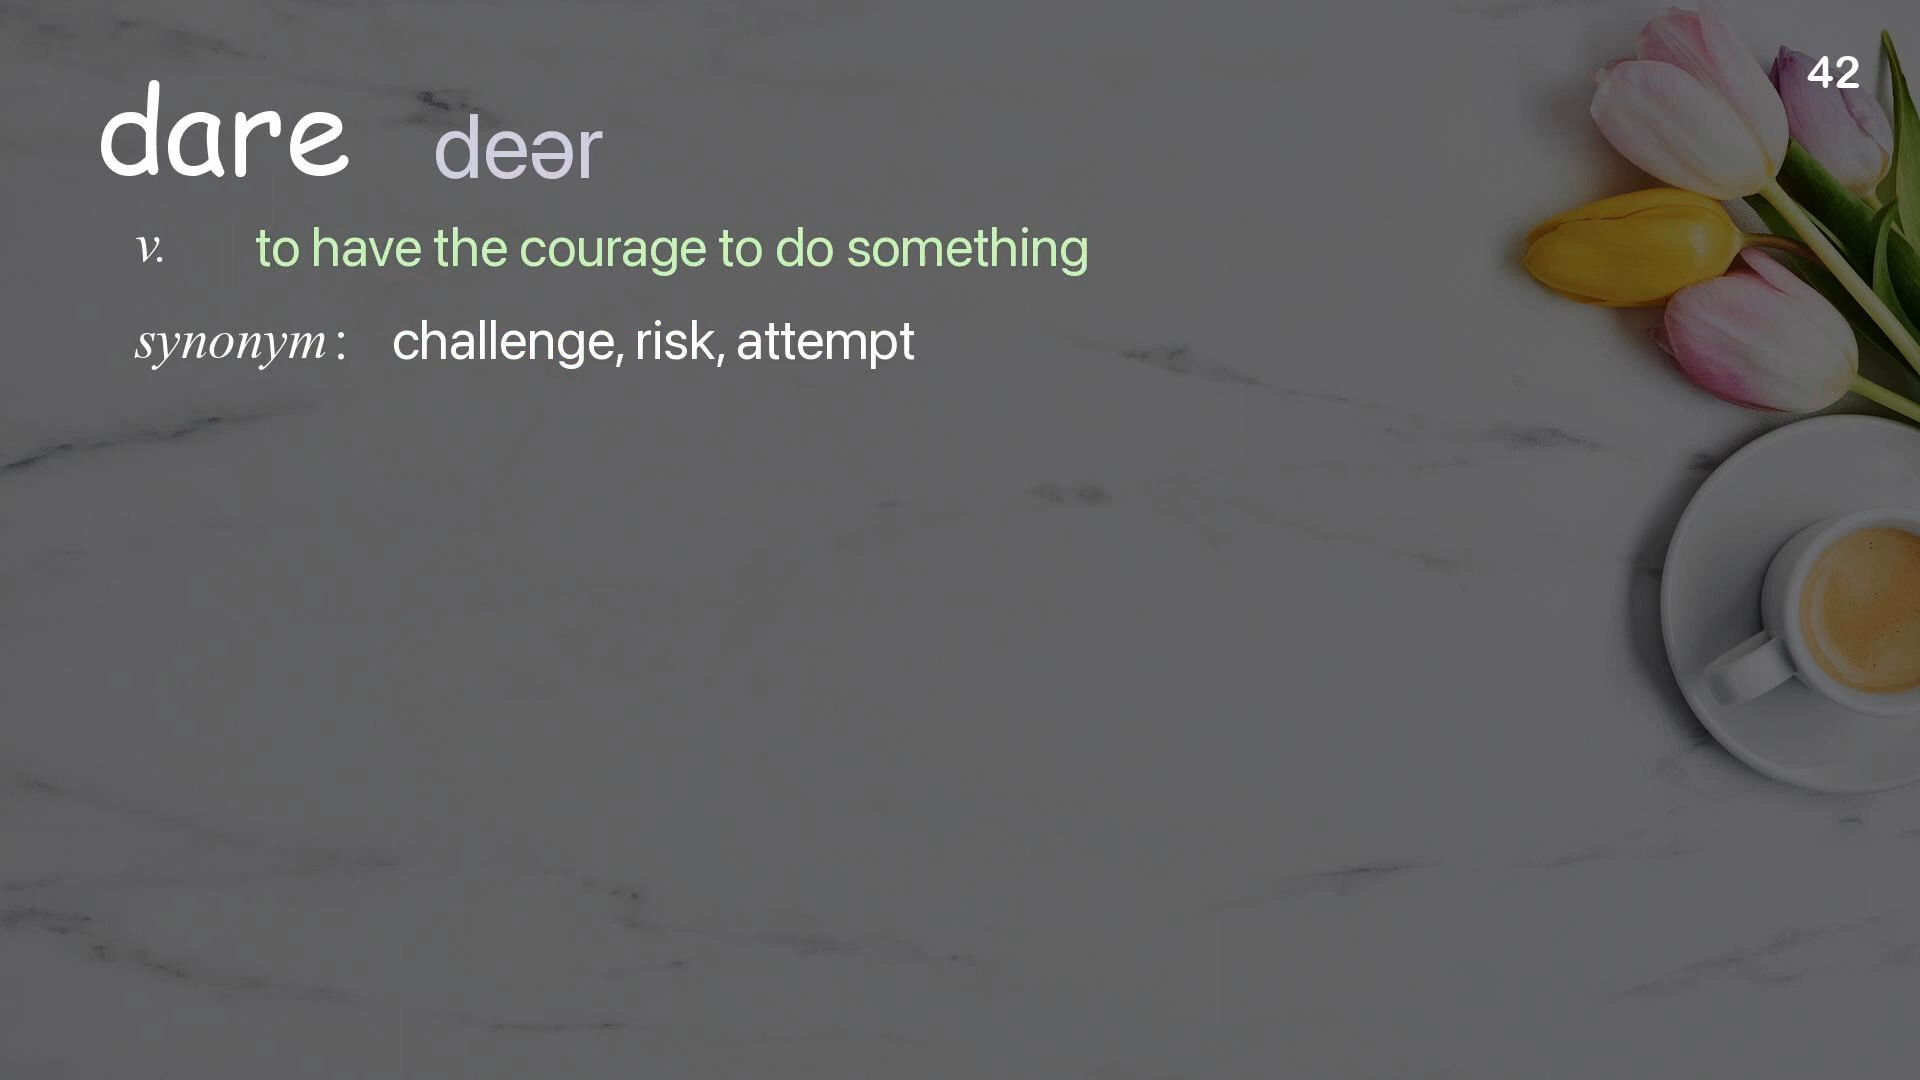 42
dare deər
v. to have the courage to do something
synonym : challenge, risk, attempt